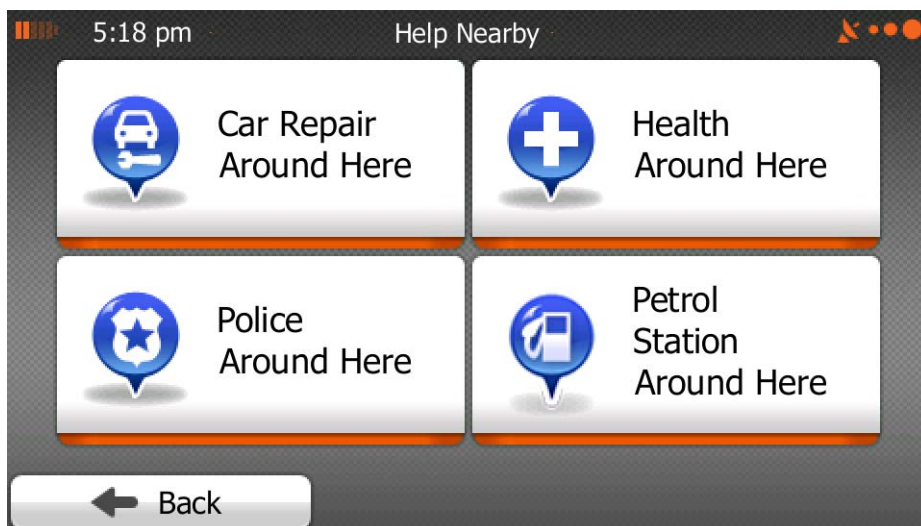 5:18 pm
Help Nearby
Car Repair
Around Here
Health
Around Here
Police
Around Here
Petrol
Station
Around Here
Back